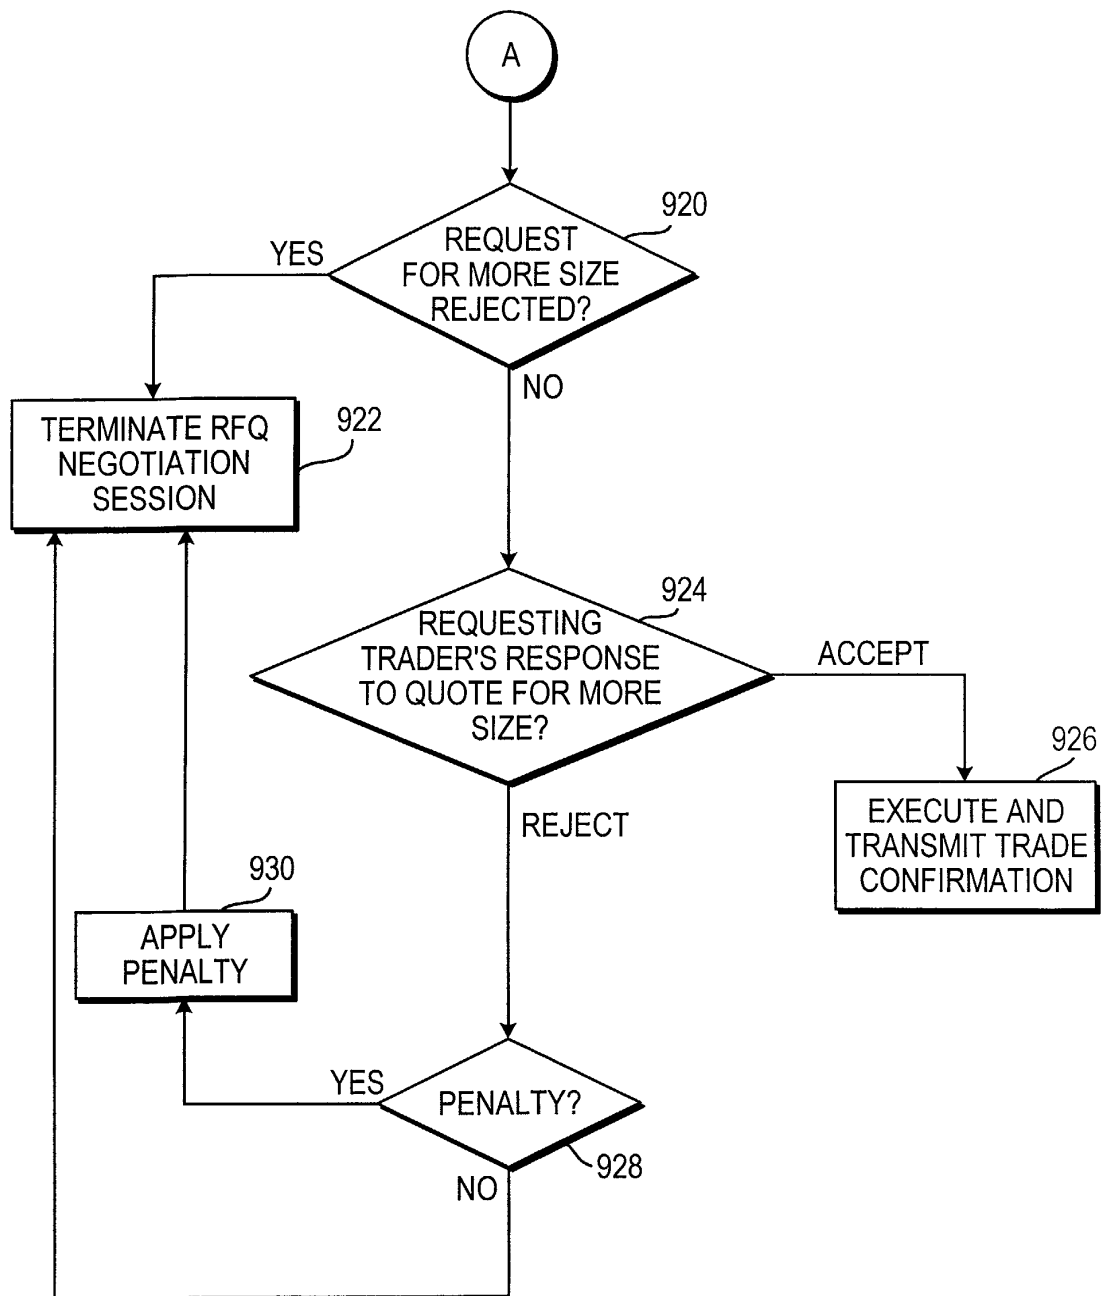 A
920
REQUEST
FOR MORE SIZE
REJECTED?
YES
NO
TERMINATE RFQ
NEGOTIATION
SESSION
922
924
REQUESTING
TRADER'S RESPONSE
TO QUOTE FOR MORE
SIZE?
ACCEPT
926
EXECUTE AND
TRANSMIT TRADE
CONFIRMATION
REJECT
930
APPLY
PENALTY
YES
PENALTY?
928
NO